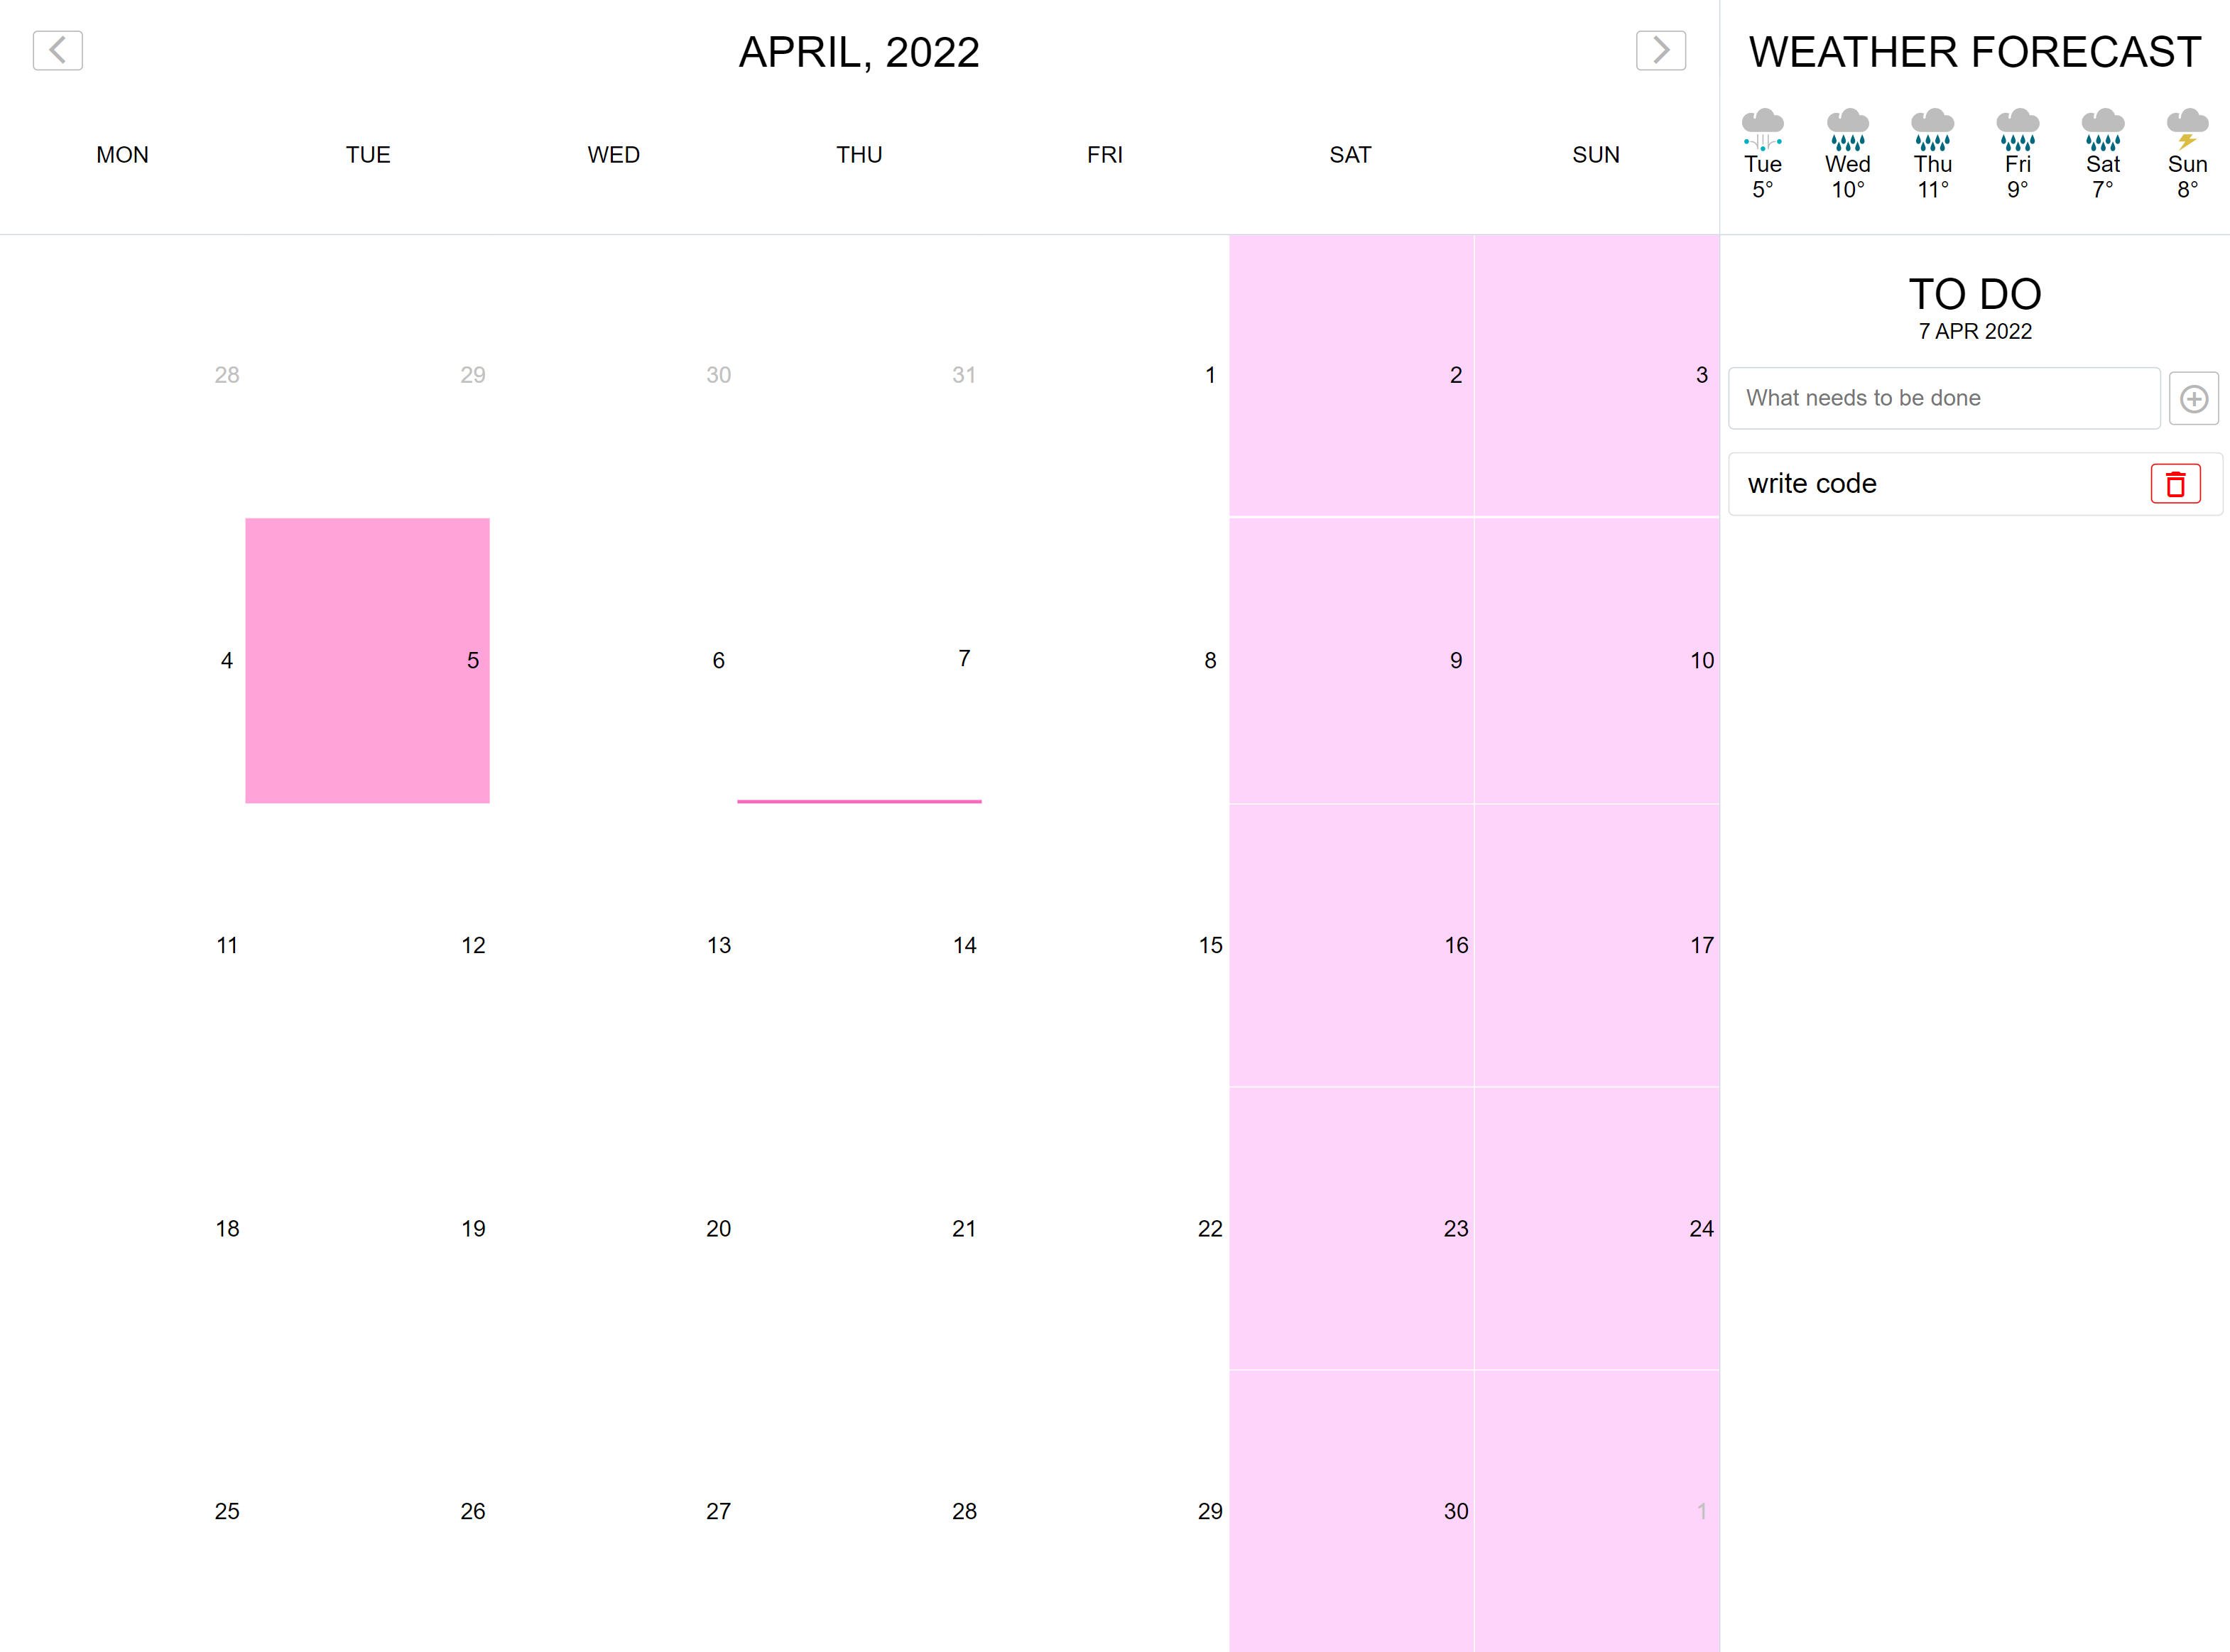 APRIL, 2022
MON TUE WED THU FRI SAT SUN
28 29 30 31 1 2 3
4 5 6 7 8 9 10
11 12 13 14 15 16 17
18 19 20 21 22 23 24
25 26 27 28 29 30 1
WEATHER FORECAST
Tue Wed Thu Fri Sat Sun
5° 10° 11° 9° 7° 8°
TO DO
7 APR 2022
What needs to be done
write code